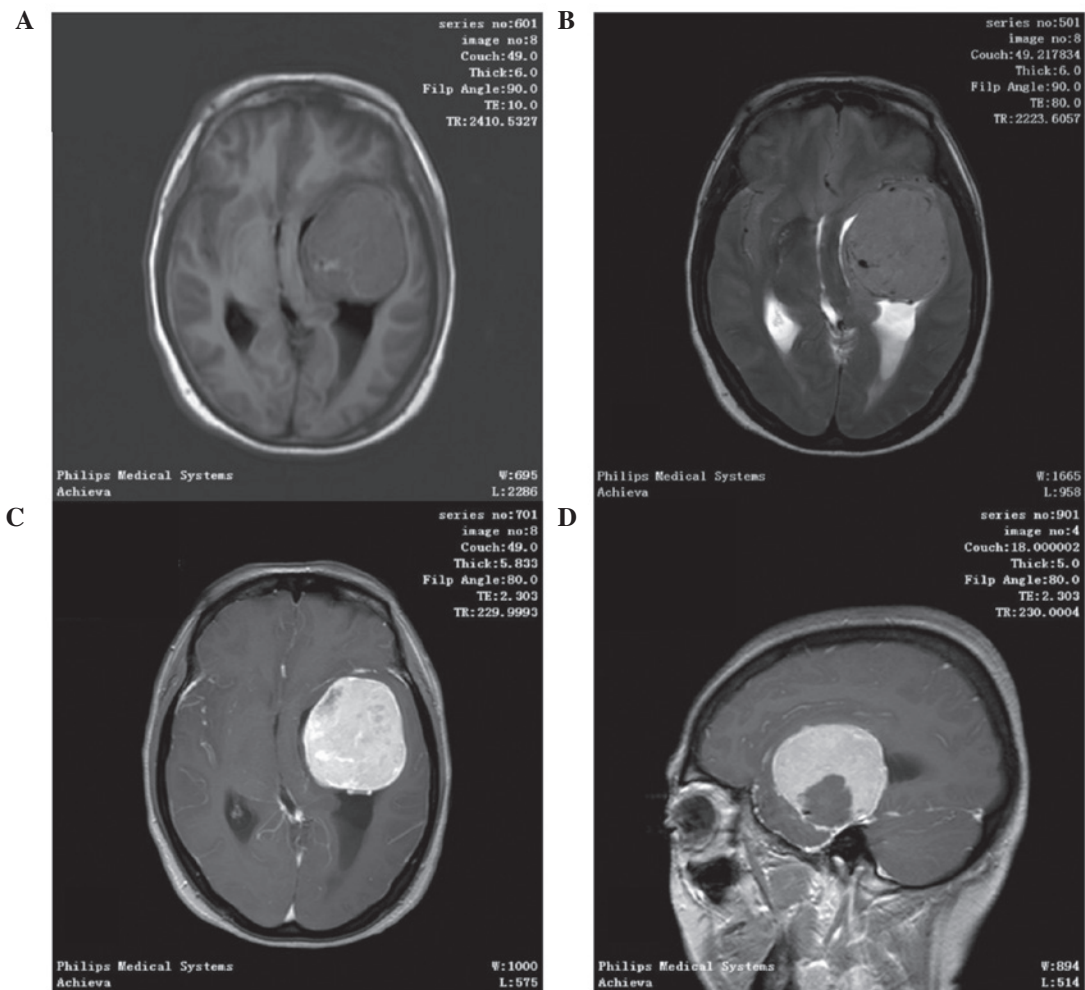 A
series no:601
image no:8
Couch:49.0
Thick:6.0
Filp Angle:90.0
TE:10.0
TR:2410.5327
Philips Medical Systems
Achieva
W:695
L:2286
B
series no:501
image no:8
Couch:49.217834
Thick:6.0
Filp Angle:90.0
TE:80.0
TR:2223.6057
Philips Medical Systems
Achieva
W:1665
L:958
C
series no:701
image no:8
Couch:49.0
Thick:5.833
Filp Angle:80.0
TE:2.303
TR:229.9993
Philips Medical Systems
Achieva
W:1000
L:575
D
series no:901
image no:4
Couch:18.000002
Thick:5.0
Filp Angle:80.0
TE:2.303
TR:230.0004
Philips Medical Systems
Achieva
W:894
L:514